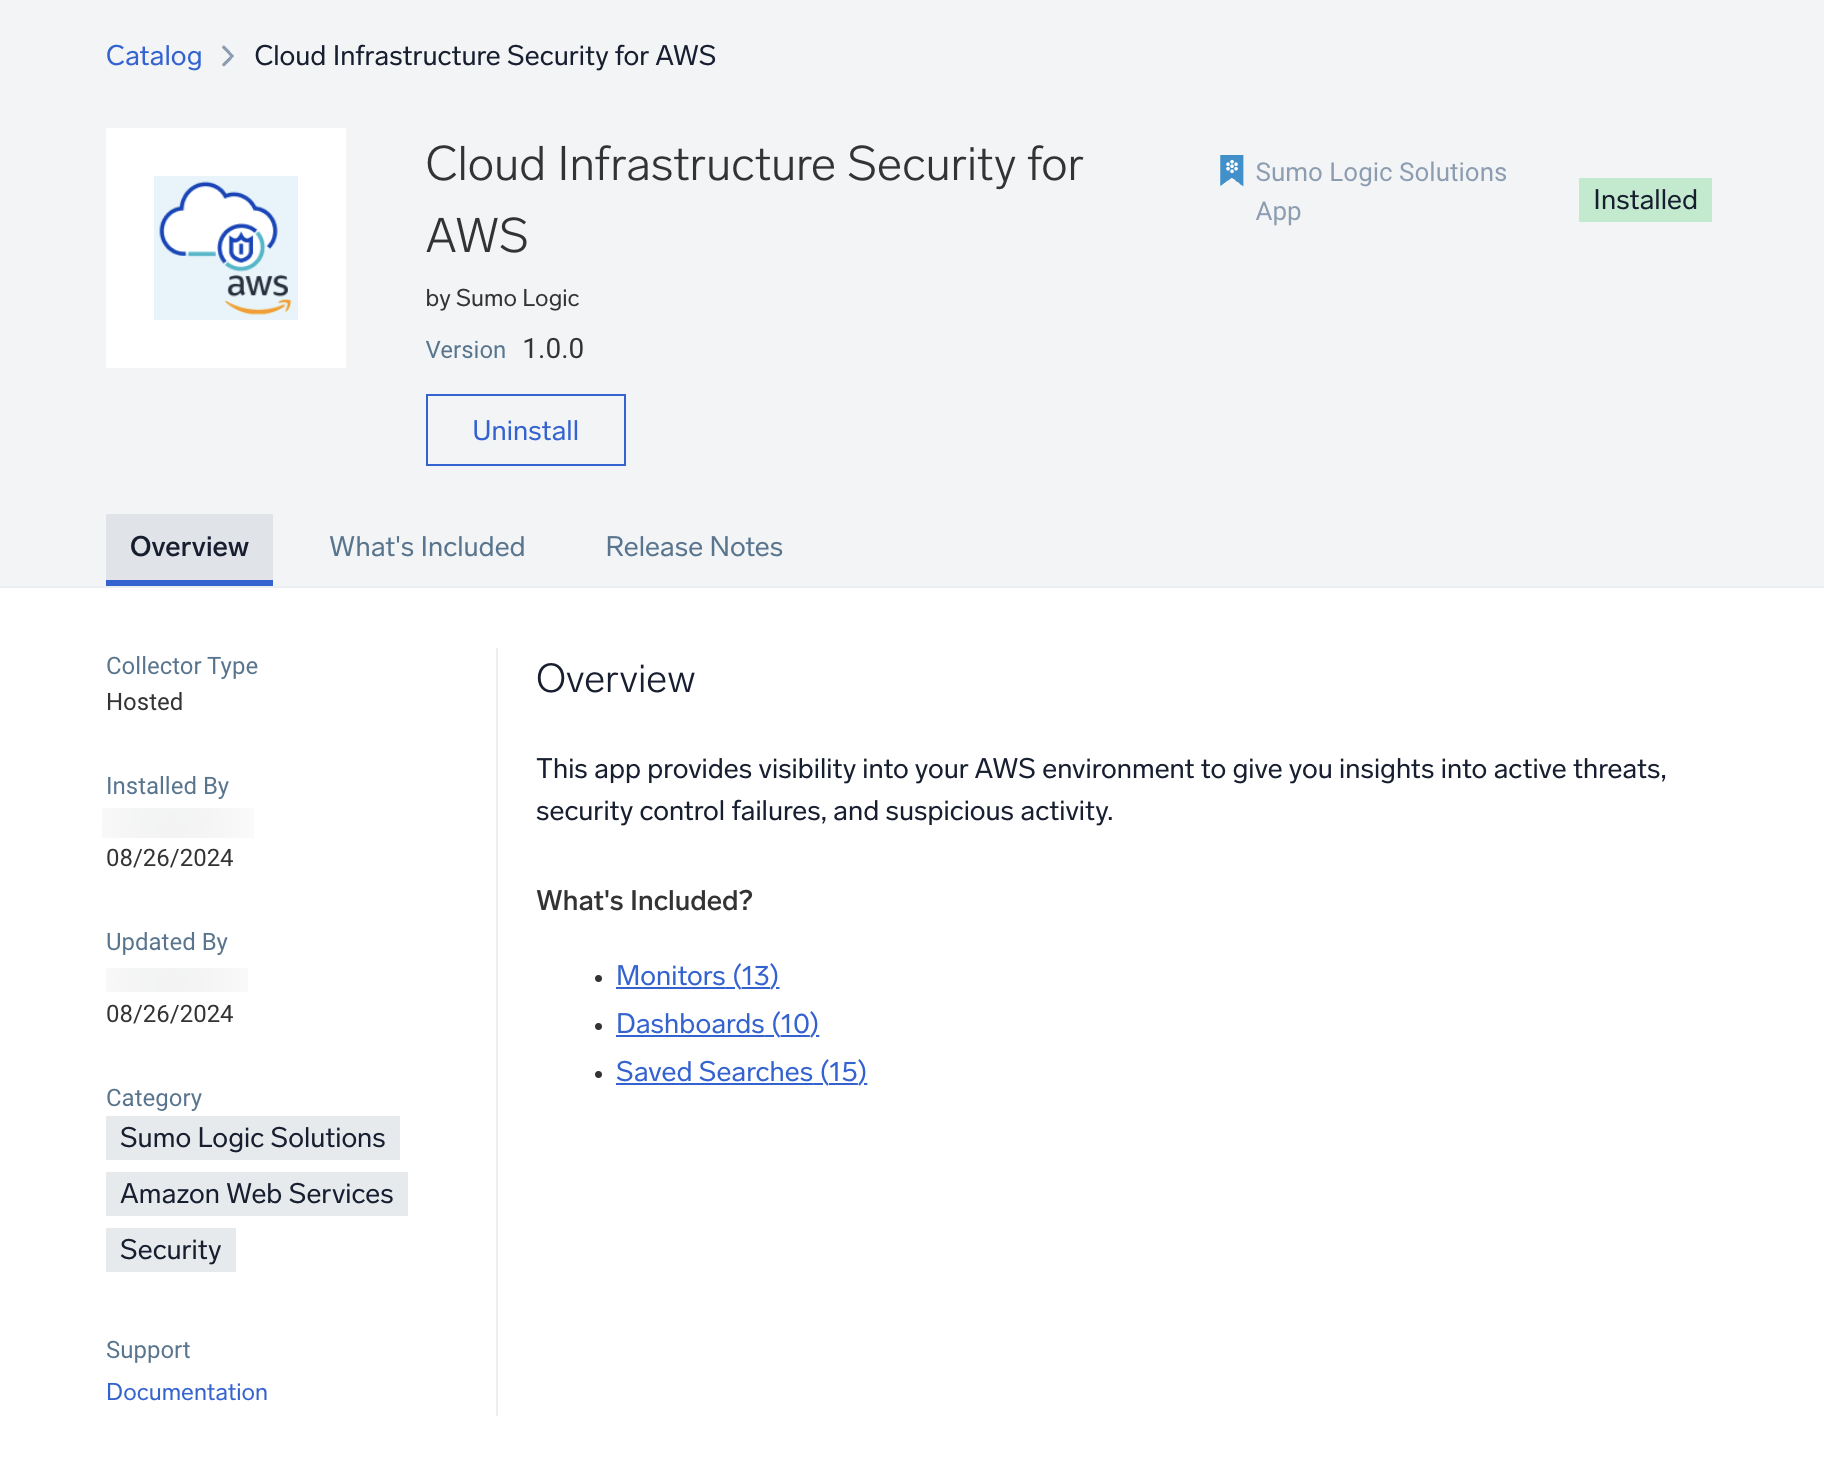 Catalog > Cloud Infrastructure Security for AWS
aws
Cloud Infrastructure Security for
AWS
by Sumo Logic
Version 1.0.0
Uninstall
Sumo Logic Solutions
App
Installed
Overview
What's Included
Release Notes
Collector Type
Hosted
Installed By
08/26/2024
Updated By
08/26/2024
Category
Sumo Logic Solutions
Amazon Web Services
Security
Support
Documentation
Overview
This app provides visibility into your AWS environment to give you insights into active threats,
security control failures, and suspicious activity.
What's Included?
• Monitors (13)
• Dashboards (10)
• Saved Searches (15)